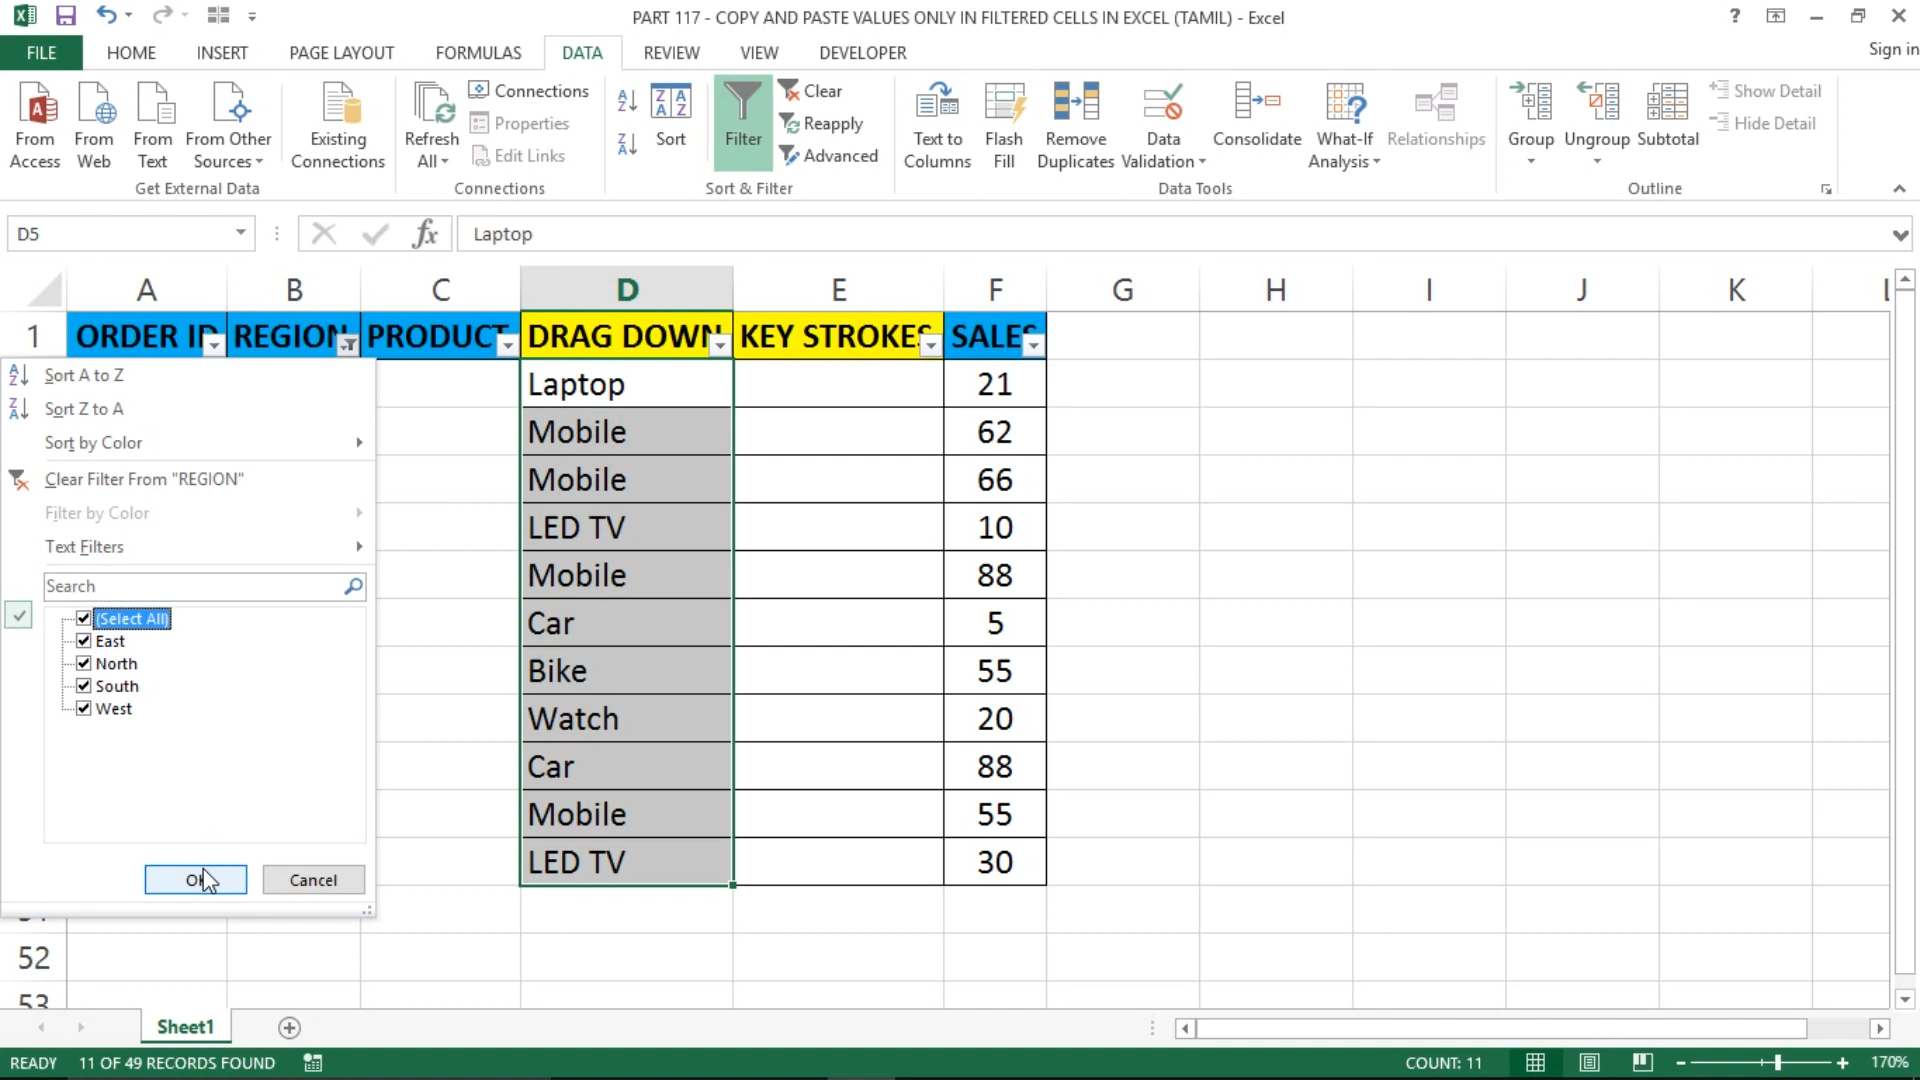 PART 117 - COPY AND PASTE VALUES ONLY IN FILTERED CELLS IN EXCEL (TAMIL) - Excel
?
FILE HOME INSERT PAGE LAYOUT FORMULAS DATA REVIEW VIEW DEVELOPER Sign in
From Access
From Web
From Text
From Other Sources
Existing Connections
Get External Data
Refresh All
Connections
Properties
Edit Links
Connections
Sort
Filter
Clear
Reapply
Advanced
Sort & Filter
Text to Columns
Flash Fill
Remove Duplicates
Data Validation
Consolidate
What-If Analysis
Relationships
Data Tools
Group
Ungroup
Subtotal
Show Detail
Hide Detail
Outline
D5 fx Laptop
A B C D E F G H I J K
1 ORDER ID REGION PRODUCT DRAG DOWN KEY STROKES SALES
Laptop 21
Mobile 62
Mobile 66
LED TV 10
Mobile 88
Car 5
Bike 55
Watch 20
Car 88
Mobile 55
LED TV 30
Sort A to Z
Sort Z to A
Sort by Color
Clear Filter From "REGION"
Filter by Color
Text Filters
Search
(Select All)
East
North
South
West
OK Cancel
52
53
Sheet1
READY 11 OF 49 RECORDS FOUND COUNT: 11 170%